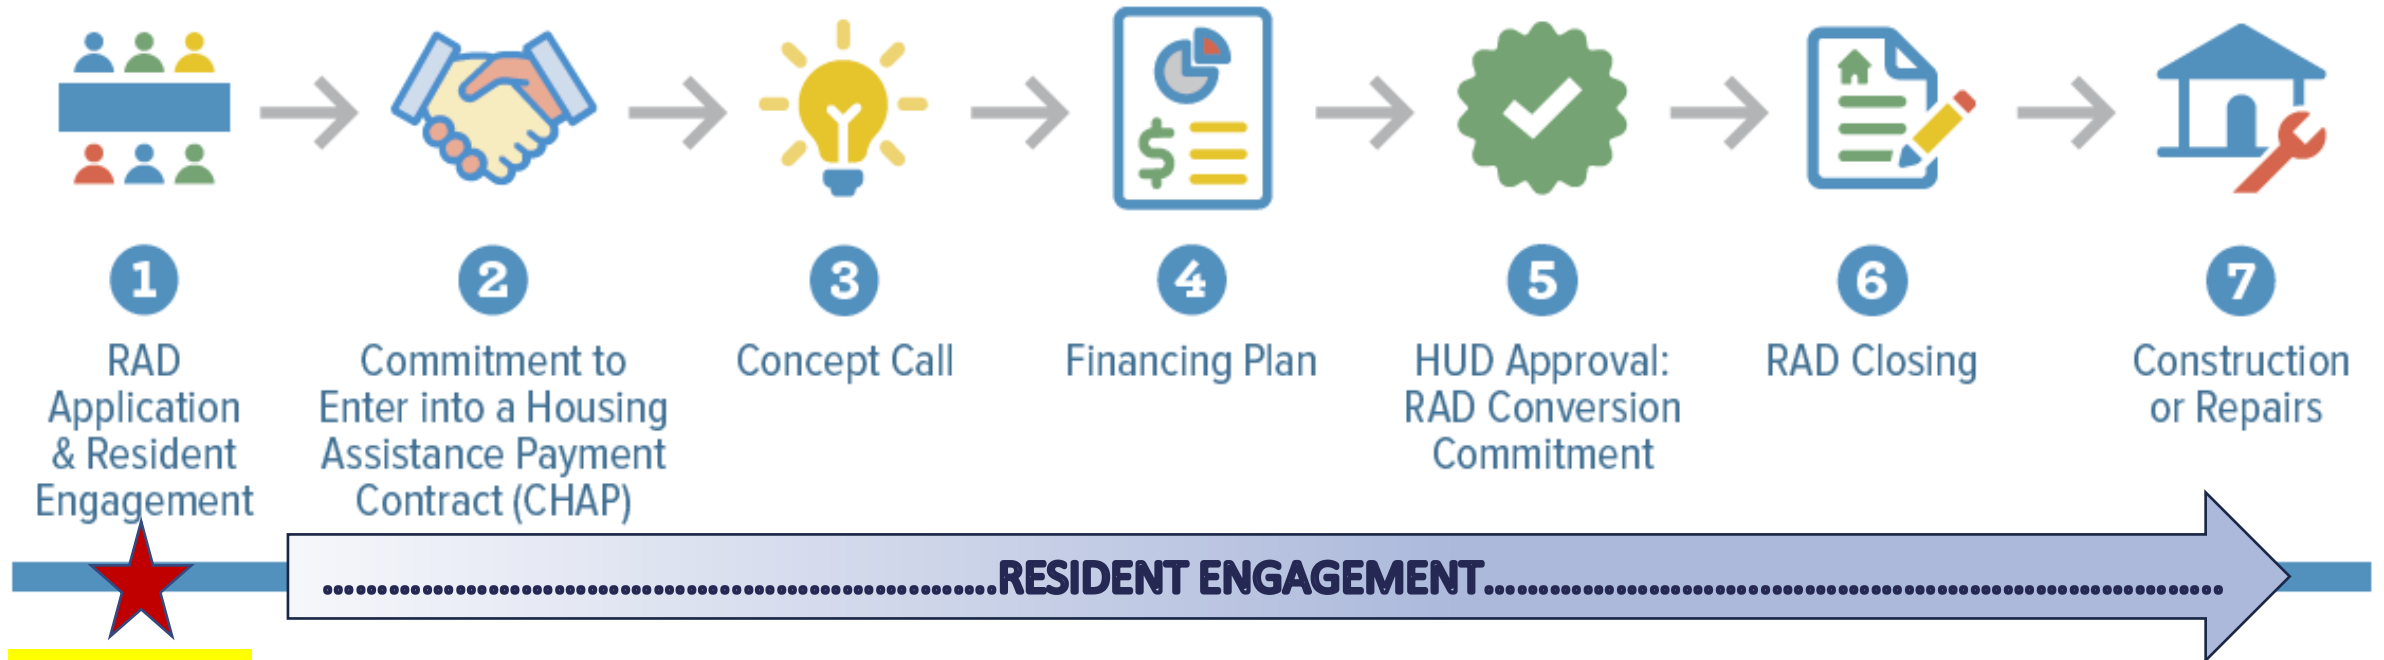 1
RAD
Application
& Resident
Engagement
2
Commitment to
Enter into a Housing
Assistance Payment
Contract (CHAP)
3
Concept Call
4
$
Financing Plan
5
HUD Approval:
RAD Conversion
Commitment
6
RAD Closing
7
Construction
or Repairs
……………………………………………………RESIDENT ENGAGEMENT…………………………………………………………